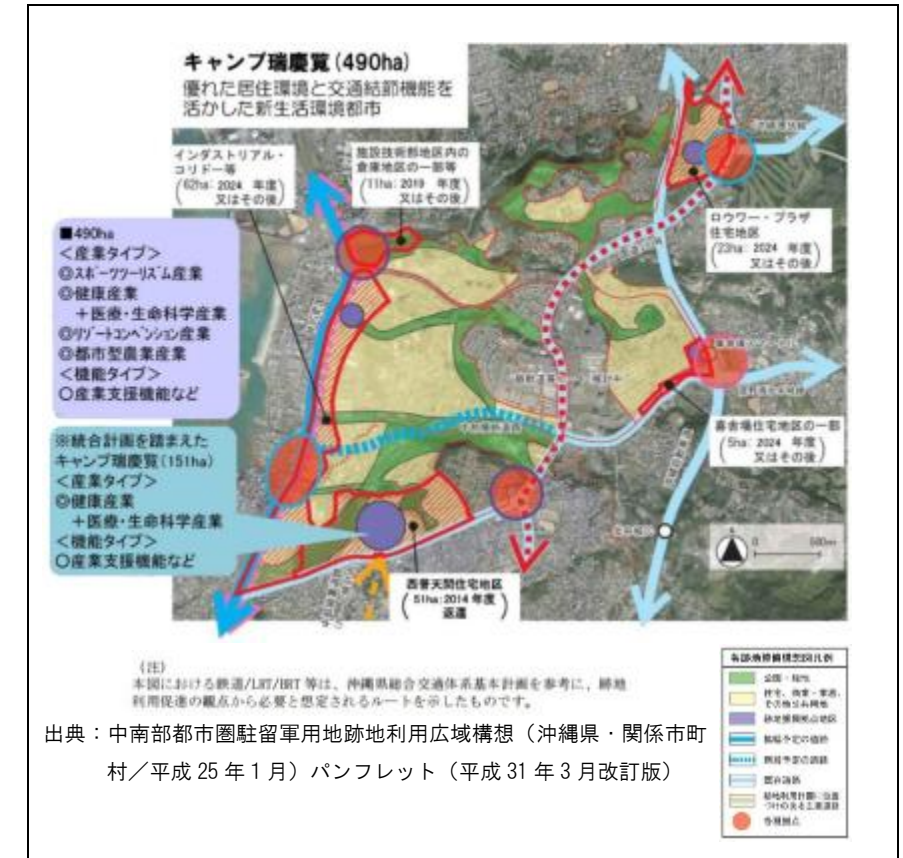 キャンプ瑞慶覧(490ha)
優れた居住環境と交通結節機能を
活かした新生活環境都市
インダストリアル・
コリドー等
(62ha: 2024 年度
又はその後)
施設技術部地区内の
倉庫地区の一部等
(11ha: 2019 年度
又はその後)
ロウワー・プラザ
住宅地区
(23ha: 2024 年度
又はその後)
■490ha
<産業タイプ>
◎スポーツツーリズム産業
◎健康産業
+医療・生命科学産業
◎リゾートコンベンション産業
◎都市型農業産業
<機能タイプ>
○産業支援機能など
※統合計画を踏まえた
キャンプ瑞慶覧(151ha)
<産業タイプ>
◎健康産業
+医療・生命科学産業
<機能タイプ>
○産業支援機能など
喜舎場住宅地区の一部
(5ha: 2024 年度
又はその後)
西普天間住宅地区
(51ha: 2014 年度
返還)
0 500m
(注)
本図における鉄道/LRT/BRT 等は、沖縄県総合交通体系基本計画を参考に、跡地
利用促進の観点から必要と想定されるルートを示したものです。
公園・緑地
既存道路
各種拠点
出典:中南部都市圏駐留軍用地跡地利用広域構想(沖縄県・関係市町
村/平成 25 年 1 月)パンフレット(平成 31 年 3 月改訂版)